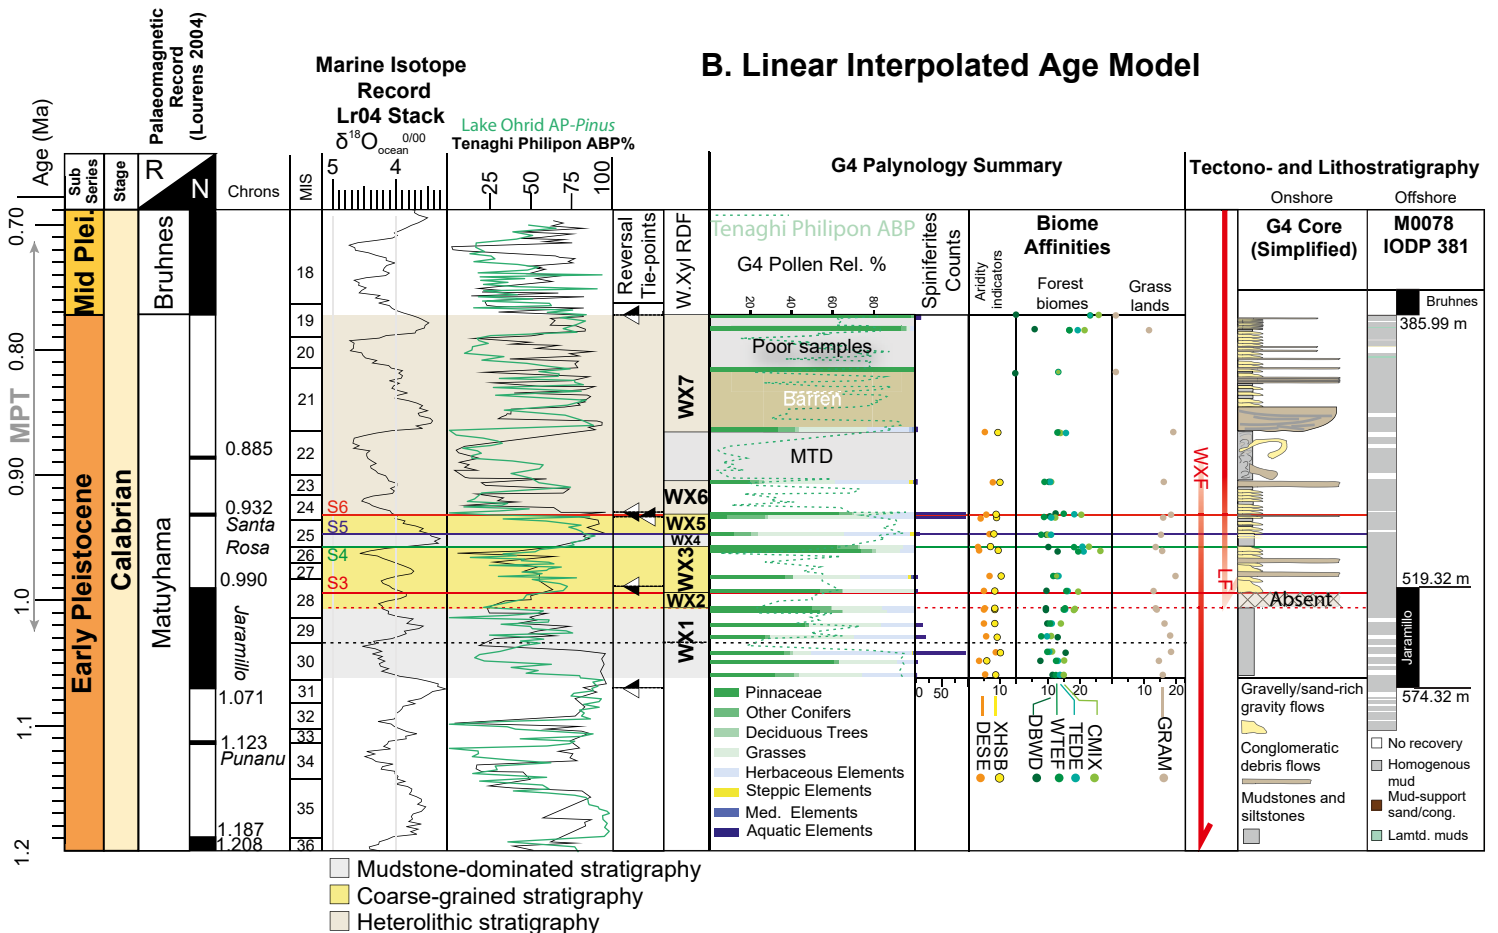 B. Linear Interpolated Age Model
Age (Ma)
Palaeomagnetic
Record
(Lourens 2004)
Marine Isotope
Record
Lr04 Stack
δ18Oocean 0/00
5
4
Lake Ohrid AP-Pinus
Tenaghi Philipon ABP%
25
50
75
100
G4 Palynology Summary
Tectono- and Lithostratigraphy
Onshore
Offshore
Sub
Series
Stage
R
N
Chrons
MIS
Reversal
Tie-points
W.Xyl RDF
Tenaghi Philipon ABP
G4 Pollen Rel. %
20
40
60
80
Spiniferites
Counts
Biome
Affinities
Aridity
indicators
Forest
biomes
Grass
lands
G4 Core
(Simplified)
M0078
IODP 381
0.70
0.80
0.90
1.0
1.1
1.2
MPT
Mid Plei.
Early Pleistocene
Calabrian
Bruhnes
Matuyhama
0.885
0.932
Santa
Rosa
0.990
Jaramillo
1.071
1.123
Punanu
1.187
1.208
18
19
20
21
22
23
24
25
26
27
28
29
30
31
32
33
34
35
36
S6
S5
S4
S3
WX7
WX6
WX5
WX4
WX3
WX2
WX1
Poor samples
Barren
MTD
WXF
LF
Absent
Bruhnes
385.99 m
519.32 m
Jaramillo
574.32 m
0 50
10
10 20
10 20
Pinnaceae
Other Conifers
Deciduous Trees
Grasses
Herbaceous Elements
Steppic Elements
Med. Elements
Aquatic Elements
DESE
XHSB
DBWD
WTEF
TEDE
CMIX
GRAM
Gravelly/sand-rich
gravity flows
Conglomeratic
debris flows
Mudstones and
siltstones
No recovery
Homogenous
mud
Mud-support
sand/cong.
Lamtd. muds
Mudstone-dominated stratigraphy
Coarse-grained stratigraphy
Heterolithic stratigraphy